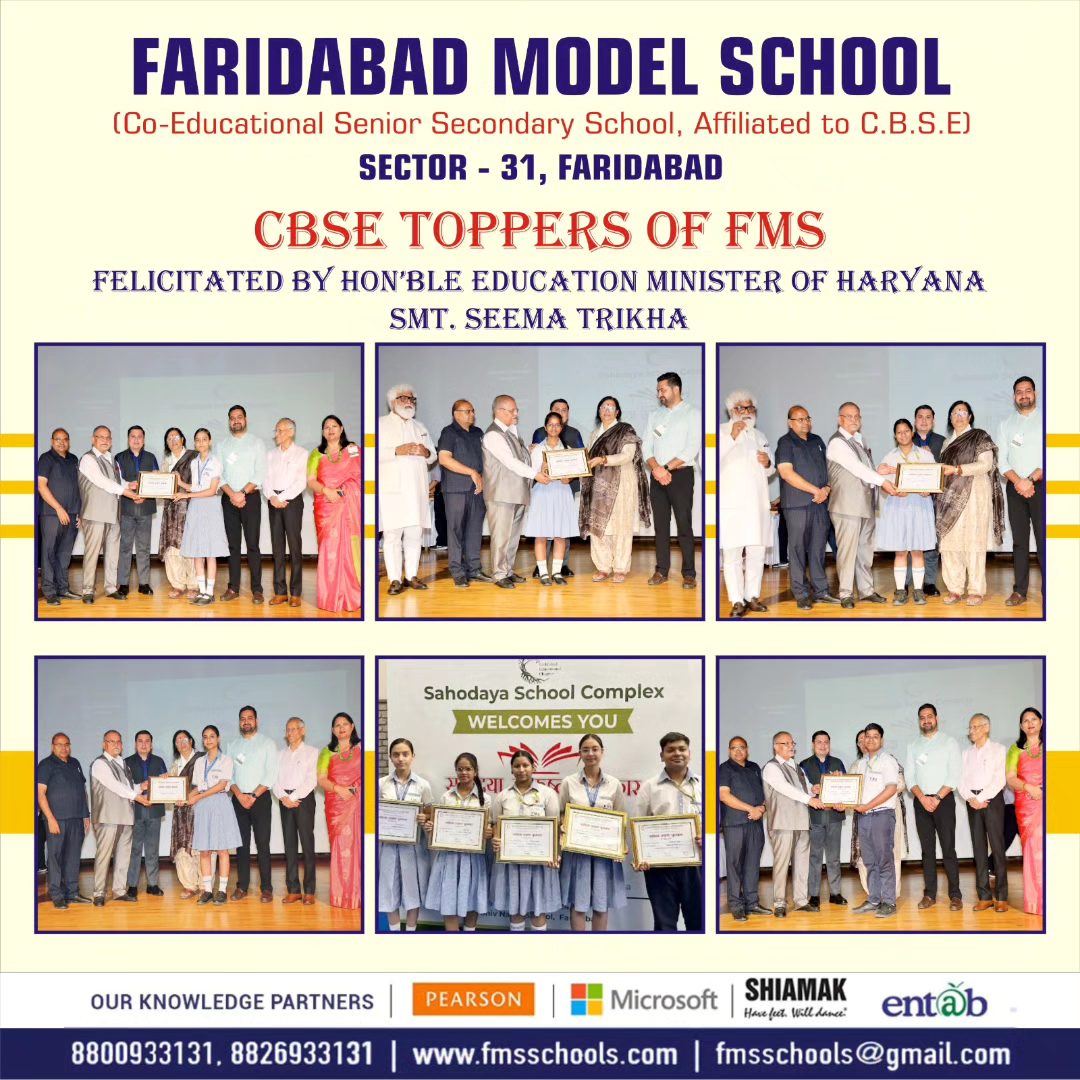 FARIDABAD MODEL SCHOOL
(Co-Educational Senior Secondary School, Affiliated to C.B.S.E)
SECTOR - 31, FARIDABAD
CBSE TOPPERS OF FMS
FELICITATED BY HON'BLE EDUCATION MINISTER OF HARYANA
SMT. SEEMA TRIKHA
Sahodaya School Complex
WELCOMES YOU
OUR KNOWLEDGE PARTNERS
PEARSON
Microsoft
SHIAMAK
Have feet. Will dance.
entab
8800933131, 8826933131 | www.fmsschools.com | fmsschools@gmail.com